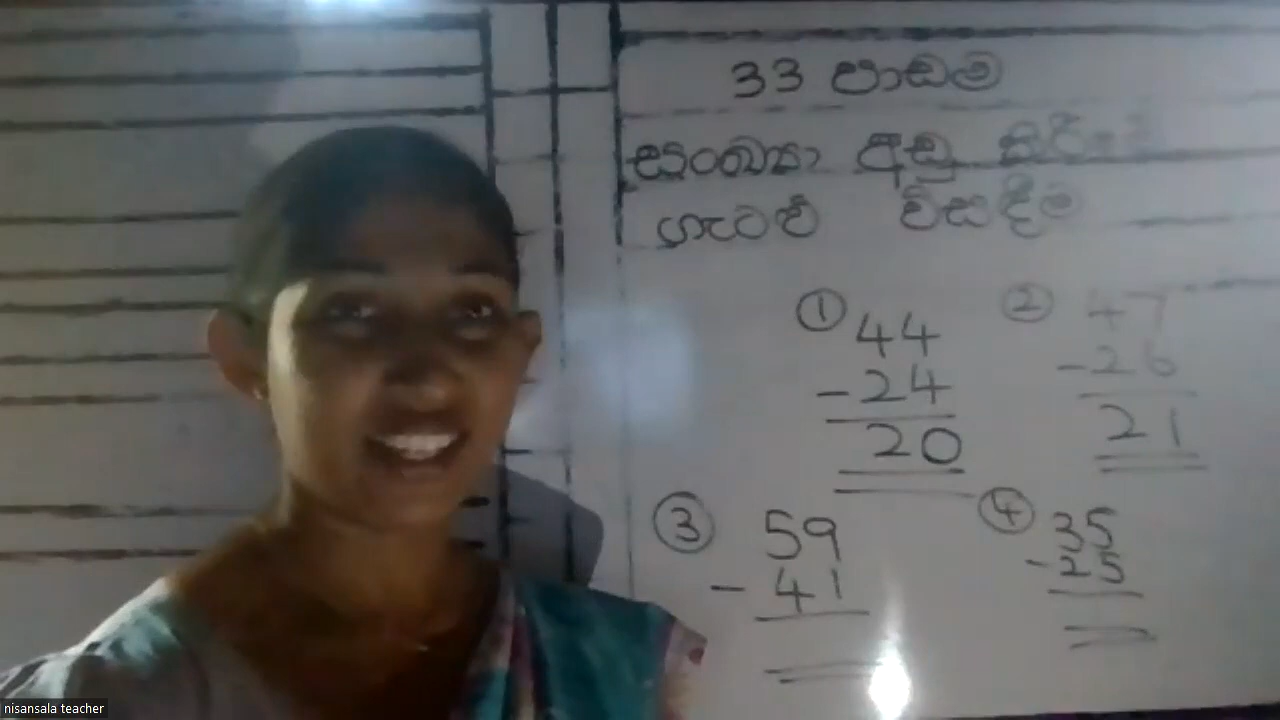 33 පාඩම
සංඛ්‍යා අඩු කිරීමේ
ගැටළු විසඳීම
① 44
- 24
20
② 47
- 26
21
③ 59
- 41
④ 35
- 25
nisansala teacher